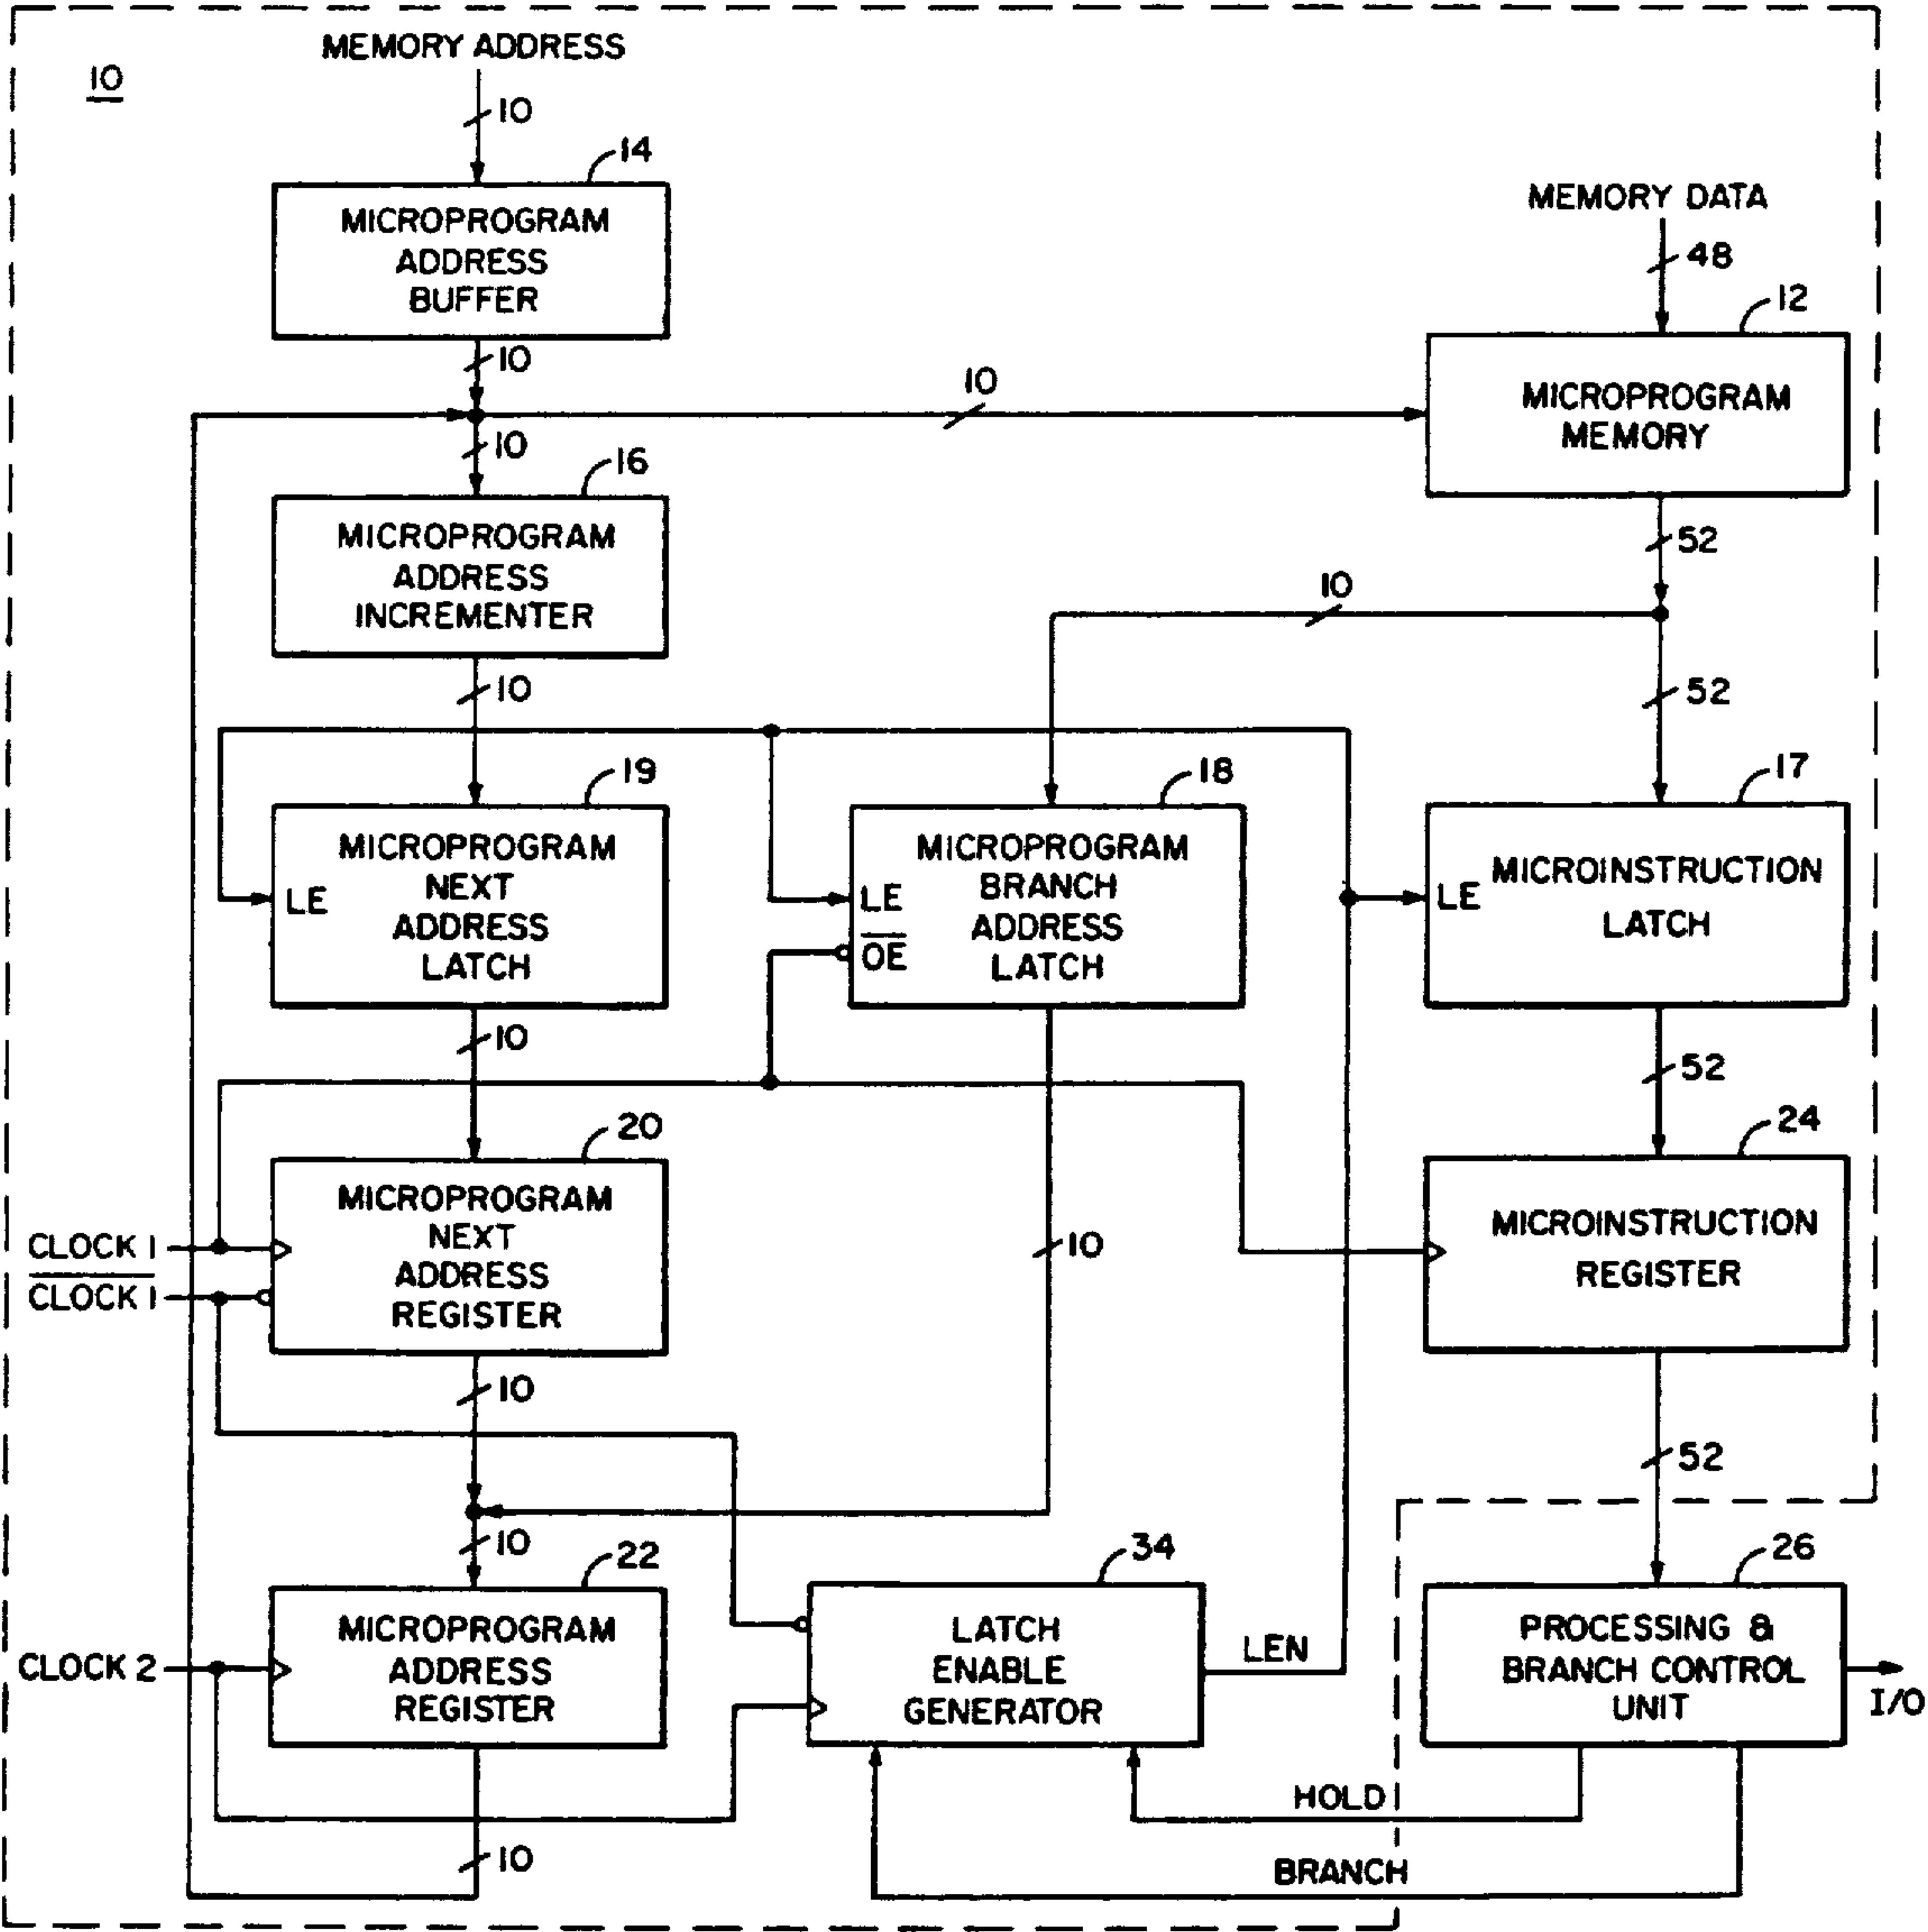 10
MEMORY ADDRESS
10
14
MICROPROGRAM
ADDRESS
BUFFER
10
MEMORY DATA
48
12
MICROPROGRAM
MEMORY
10
10
16
MICROPROGRAM
ADDRESS
INCREMENTER
10
52
10
52
19
LE
MICROPROGRAM
NEXT
ADDRESS
LATCH
10
18
LE
OE
MICROPROGRAM
BRANCH
ADDRESS
LATCH
17
LE
MICROINSTRUCTION
LATCH
52
20
CLOCK 1
CLOCK 1
MICROPROGRAM
NEXT
ADDRESS
REGISTER
10
10
24
MICROINSTRUCTION
REGISTER
52
10
22
CLOCK 2
MICROPROGRAM
ADDRESS
REGISTER
10
34
LATCH
ENABLE
GENERATOR
LEN
26
PROCESSING &
BRANCH CONTROL
UNIT
I/O
HOLD
BRANCH